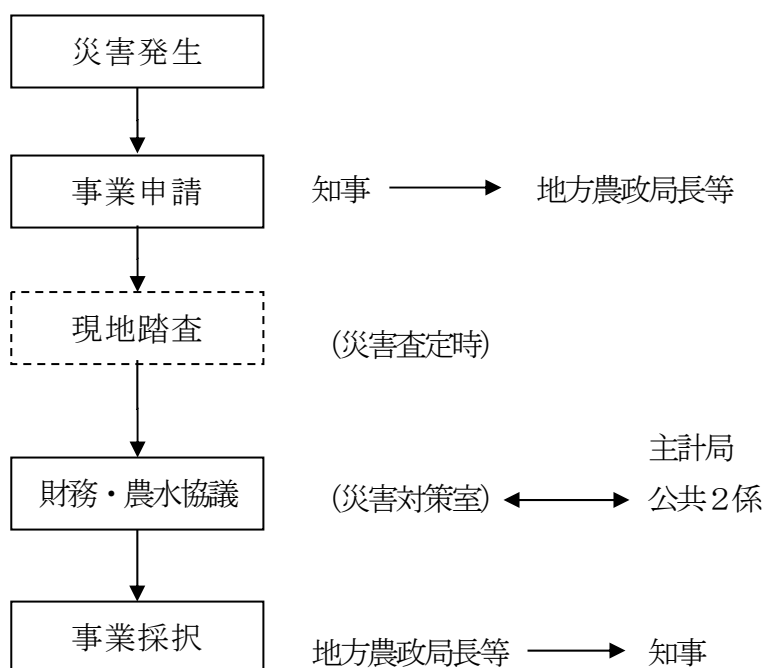 災害発生
事業申請 知事 地方農政局長等
現地踏査 (災害査定時)
主計局
財務・農水協議 (災害対策室) 公共2係
事業採択 地方農政局長等 知事